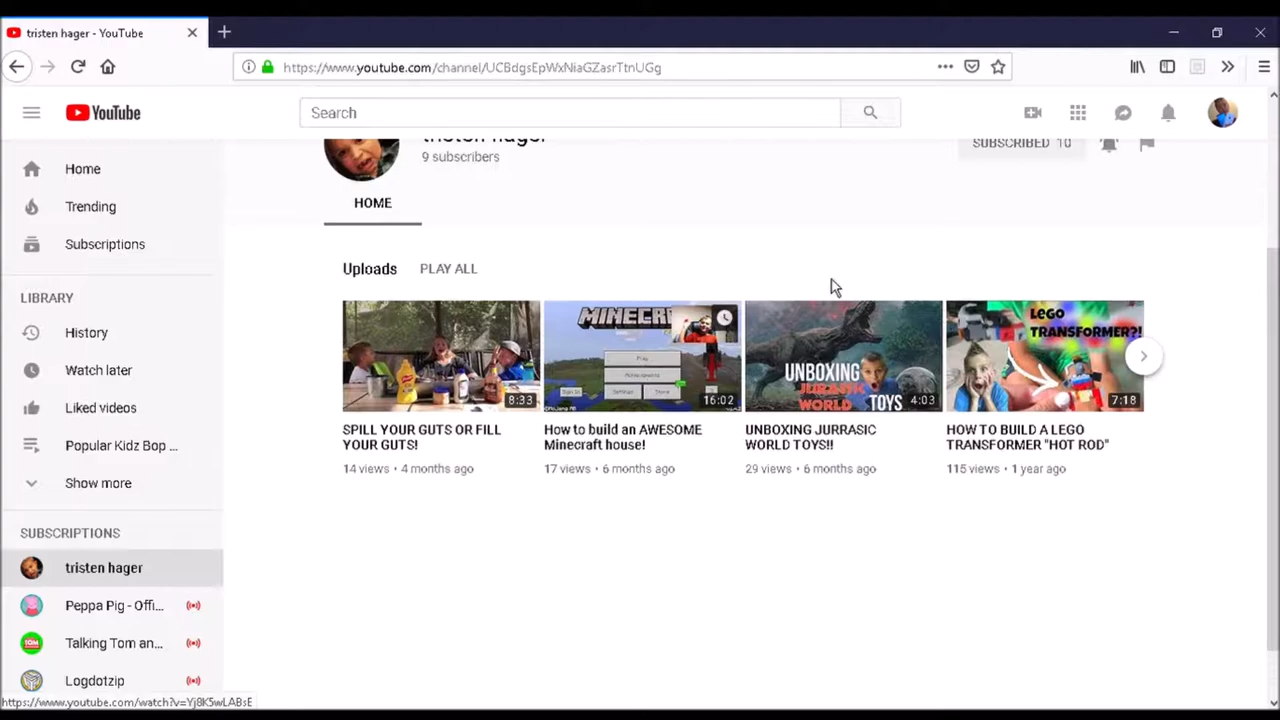 tristen hager - YouTube
https://www.youtube.com/channel/UCBdgsEpWxNiaGZasrTtnUGg
YouTube
Search
tristen hager
9 subscribers
SUBSCRIBED 10
HOME
Home
Trending
Subscriptions
LIBRARY
History
Watch later
Liked videos
Popular Kidz Bop ...
Show more
SUBSCRIPTIONS
tristen hager
Peppa Pig - Offi...
Talking Tom an...
Logdotzip
Uploads PLAY ALL
8:33
SPILL YOUR GUTS OR FILL
YOUR GUTS!
14 views • 4 months ago
MINECR
Play
16:02
How to build an AWESOME
Minecraft house!
17 views • 6 months ago
UNBOXING
JURASSIC
WORLD TOYS
4:03
UNBOXING JURRASIC
WORLD TOYS!!
29 views • 6 months ago
LEGO
TRANSFORMER?!
7:18
HOW TO BUILD A LEGO
TRANSFORMER "HOT ROD"
115 views • 1 year ago
https://www.youtube.com/watch?v=Yj8K5wLABsE